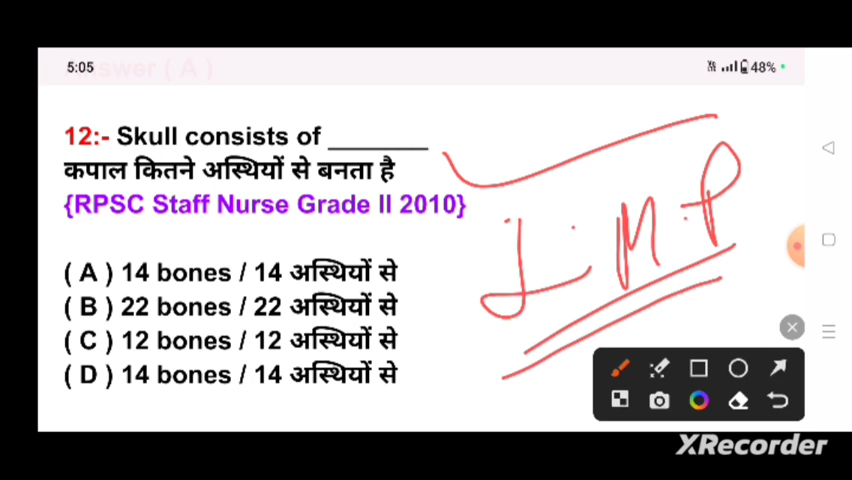 Answer ( A )
5:05
48%
12:- Skull consists of _______
कपाल कितने अस्थियों से बनता है
{RPSC Staff Nurse Grade II 2010}
I.M.P
( A ) 14 bones / 14 अस्थियों से
( B ) 22 bones / 22 अस्थियों से
( C ) 12 bones / 12 अस्थियों से
( D ) 14 bones / 14 अस्थियों से
XRecorder